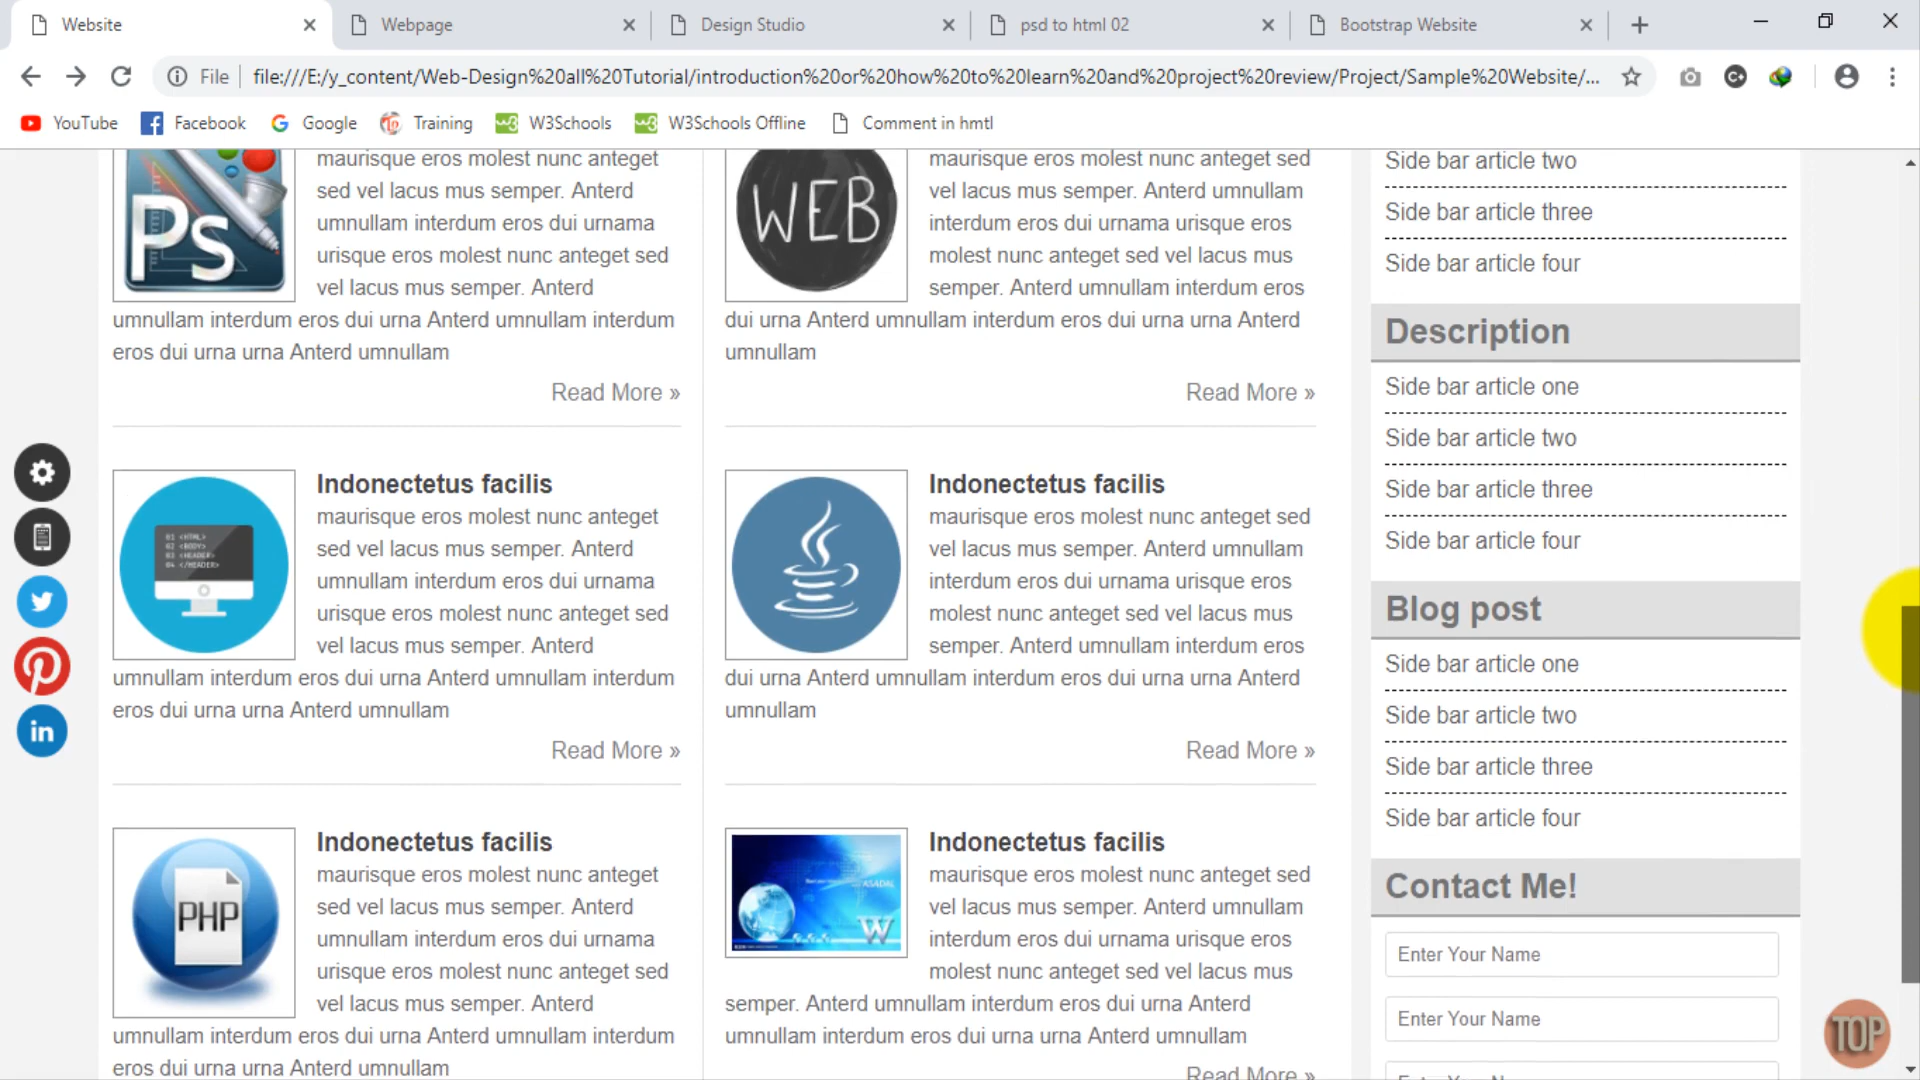 Website
Webpage
Design Studio
psd to html 02
Bootstrap Website
File
file:///E:/y_content/Web-Design%20all%20Tutorial/introduction%20or%20how%20to%20learn%20and%20project%20review/Project/Sample%20Website/...
YouTube
Facebook
Google
Training
W3Schools
W3Schools Offline
Comment in hmtl
Ps
maurisque eros molest nunc anteget
sed vel lacus mus semper. Anterd
umnullam interdum eros dui urnama
urisque eros molest nunc anteget sed
vel lacus mus semper. Anterd
umnullam interdum eros dui urna Anterd umnullam interdum
eros dui urna urna Anterd umnullam
Read More »
WEB
maurisque eros molest nunc anteget sed
vel lacus mus semper. Anterd umnullam
interdum eros dui urnama urisque eros
molest nunc anteget sed vel lacus mus
semper. Anterd umnullam interdum eros
dui urna Anterd umnullam interdum eros dui urna urna Anterd
umnullam
Read More »
01 <HTML>
02 <BODY>
03 <HEADER>
04 </HEADER>
Indonectetus facilis
maurisque eros molest nunc anteget
sed vel lacus mus semper. Anterd
umnullam interdum eros dui urnama
urisque eros molest nunc anteget sed
vel lacus mus semper. Anterd
umnullam interdum eros dui urna Anterd umnullam interdum
eros dui urna urna Anterd umnullam
Read More »
Indonectetus facilis
maurisque eros molest nunc anteget sed
vel lacus mus semper. Anterd umnullam
interdum eros dui urnama urisque eros
molest nunc anteget sed vel lacus mus
semper. Anterd umnullam interdum eros
dui urna Anterd umnullam interdum eros dui urna urna Anterd
umnullam
Read More »
PHP
Indonectetus facilis
maurisque eros molest nunc anteget
sed vel lacus mus semper. Anterd
umnullam interdum eros dui urnama
urisque eros molest nunc anteget sed
vel lacus mus semper. Anterd
umnullam interdum eros dui urna Anterd umnullam interdum
eros dui urna urna Anterd umnullam
ASADAL
W
Indonectetus facilis
maurisque eros molest nunc anteget sed
vel lacus mus semper. Anterd umnullam
interdum eros dui urnama urisque eros
molest nunc anteget sed vel lacus mus
semper. Anterd umnullam interdum eros dui urna Anterd
umnullam interdum eros dui urna urna Anterd umnullam
Read More »
Side bar article two
Side bar article three
Side bar article four
Description
Side bar article one
Side bar article two
Side bar article three
Side bar article four
Blog post
Side bar article one
Side bar article two
Side bar article three
Side bar article four
Contact Me!
Enter Your Name
Enter Your Name
in
TOP